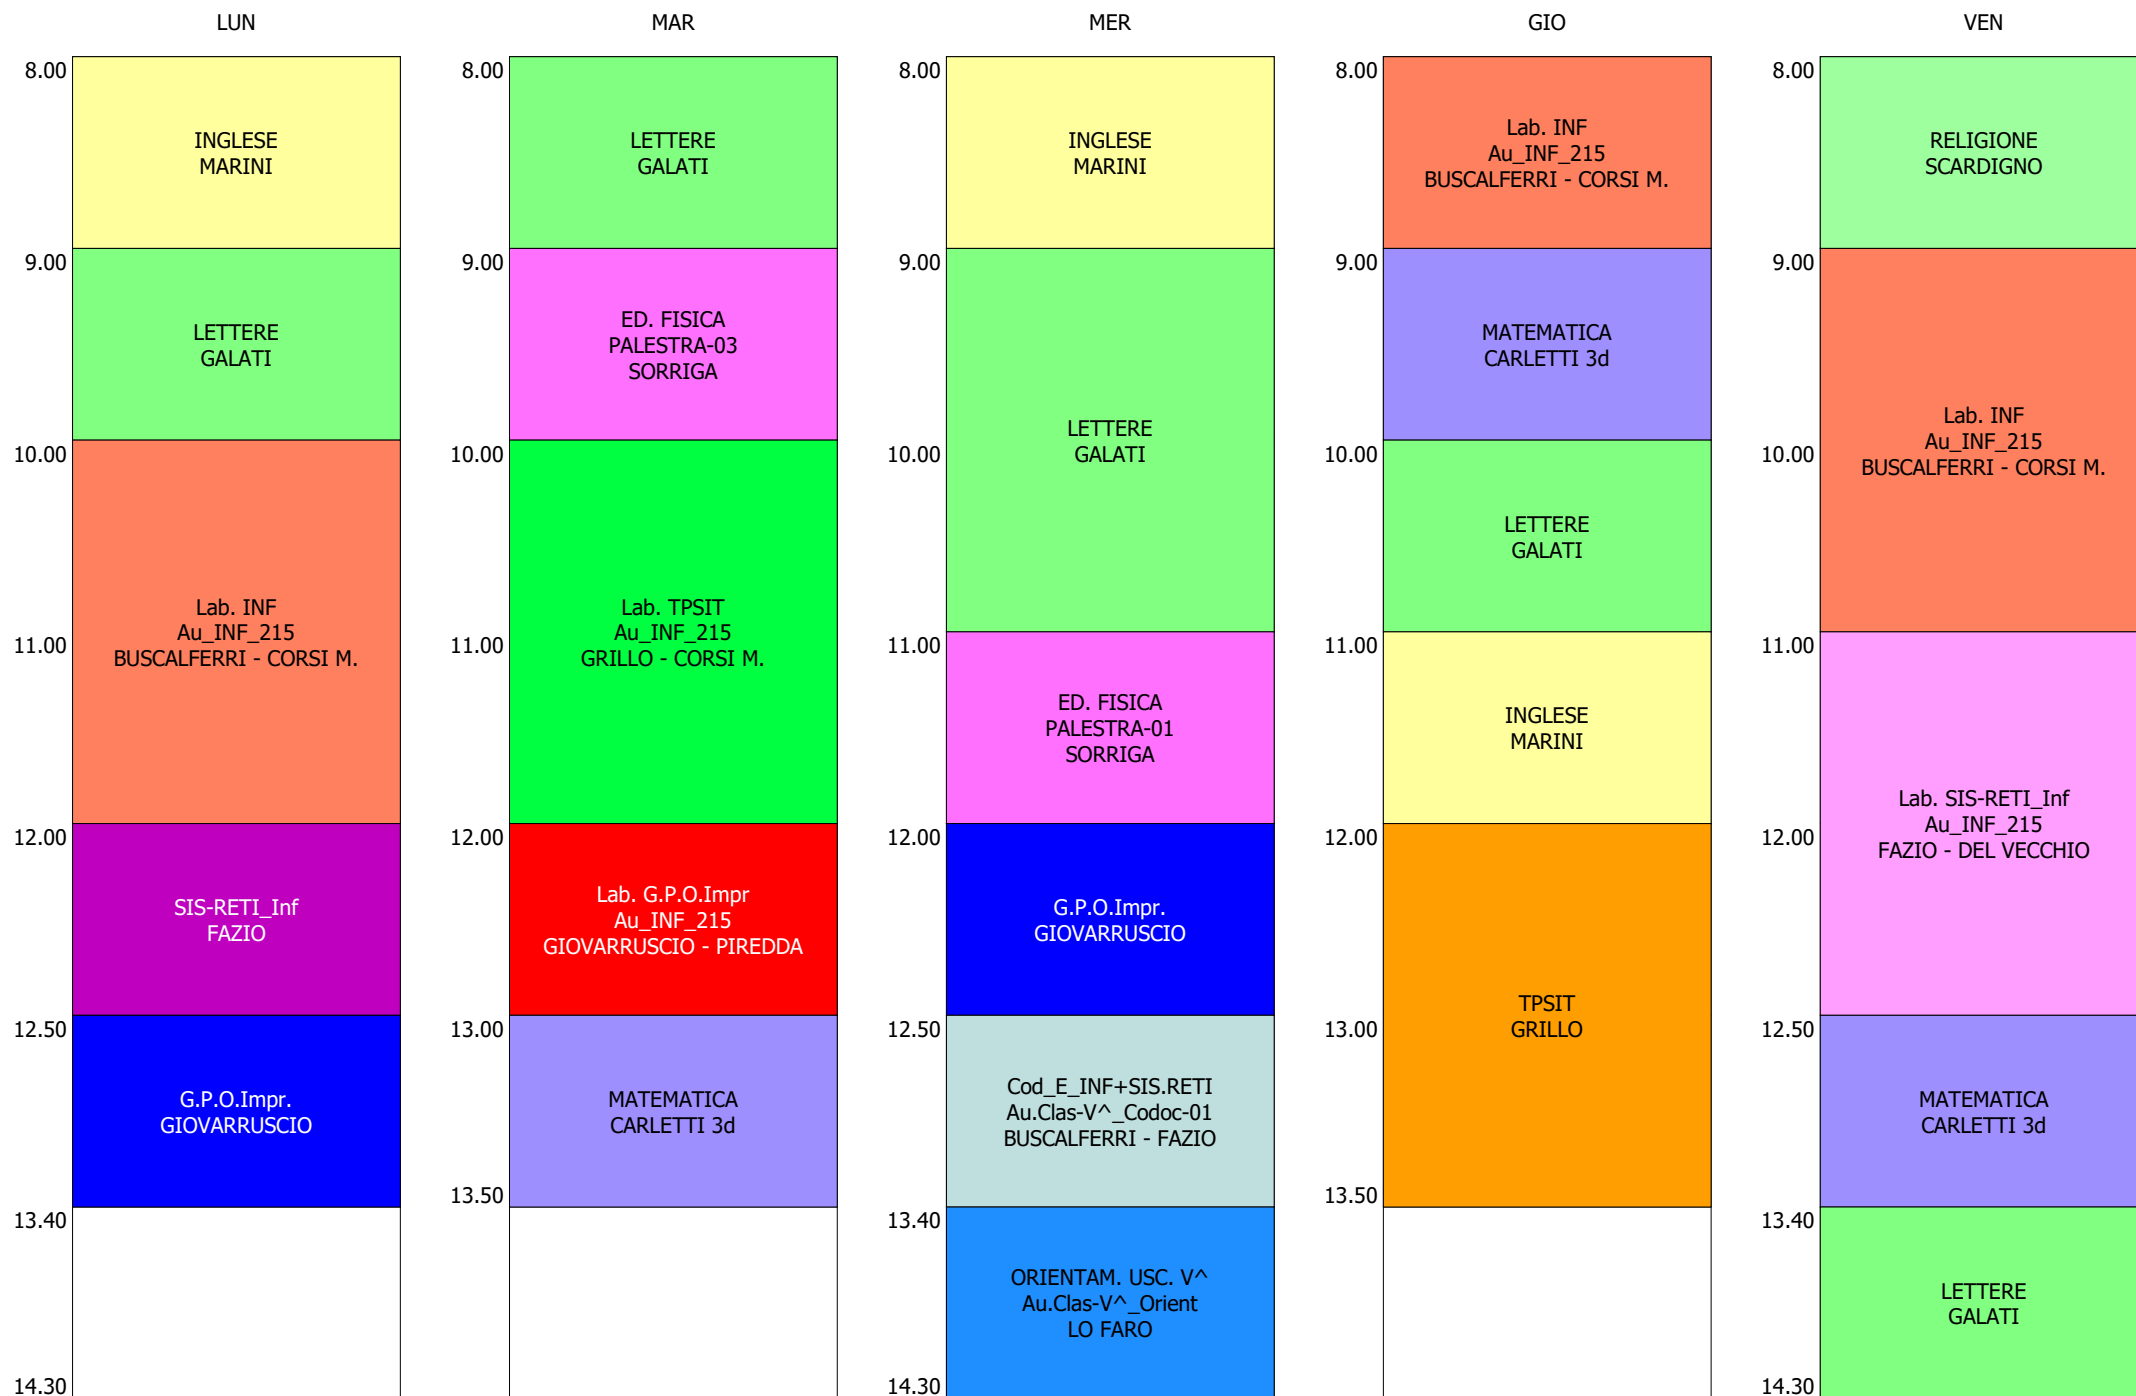 LUN
8.00
INGLESE
MARINI
9.00
LETTERE
GALATI
10.00
Lab. INF
Au_INF_215
BUSCALFERRI - CORSI M.
11.00
12.00
SIS-RETI_Inf
FAZIO
12.50
G.P.O.Impr.
GIOVARRUSCIO
13.40
14.30
MAR
8.00
LETTERE
GALATI
9.00
ED. FISICA
PALESTRA-03
SORRIGA
10.00
Lab. TPSIT
Au_INF_215
GRILLO - CORSI M.
11.00
12.00
Lab. G.P.O.Impr
Au_INF_215
GIOVARRUSCIO - PIREDDA
13.00
MATEMATICA
CARLETTI 3d
13.50
MER
8.00
INGLESE
MARINI
9.00
LETTERE
GALATI
10.00
11.00
ED. FISICA
PALESTRA-01
SORRIGA
12.00
G.P.O.Impr.
GIOVARRUSCIO
12.50
Cod_E_INF+SIS.RETI
Au.Clas-V^_Codoc-01
BUSCALFERRI - FAZIO
13.40
ORIENTAM. USC. V^
Au.Clas-V^_Orient
LO FARO
14.30
GIO
8.00
Lab. INF
Au_INF_215
BUSCALFERRI - CORSI M.
9.00
MATEMATICA
CARLETTI 3d
10.00
LETTERE
GALATI
11.00
INGLESE
MARINI
12.00
TPSIT
GRILLO
13.00
13.50
VEN
8.00
RELIGIONE
SCARDIGNO
9.00
Lab. INF
Au_INF_215
BUSCALFERRI - CORSI M.
10.00
11.00
Lab. SIS-RETI_Inf
Au_INF_215
FAZIO - DEL VECCHIO
12.00
12.50
MATEMATICA
CARLETTI 3d
13.40
LETTERE
GALATI
14.30